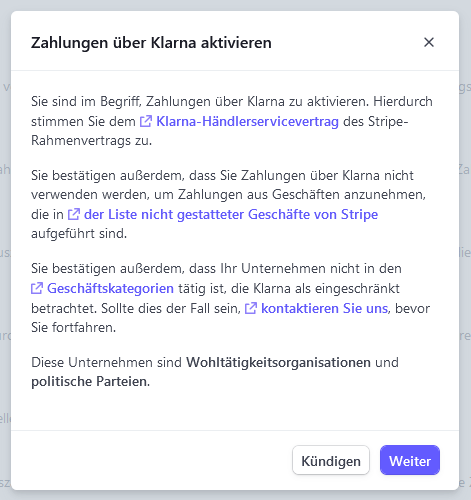 Zahlungen über Klarna aktivieren
Sie sind im Begriff, Zahlungen über Klarna zu aktivieren. Hierdurch
stimmen Sie dem Klarna-Händlerservicevertrag des Stripe-
Rahmenvertrags zu.
Sie bestätigen außerdem, dass Sie Zahlungen über Klarna nicht
verwenden werden, um Zahlungen aus Geschäften anzunehmen,
die in der Liste nicht gestatteter Geschäfte von Stripe
aufgeführt sind.
Sie bestätigen außerdem, dass Ihr Unternehmen nicht in den
Geschäftskategorien tätig ist, die Klarna als eingeschränkt
betrachtet. Sollte dies der Fall sein, kontaktieren Sie uns, bevor
Sie fortfahren.
Diese Unternehmen sind Wohltätigkeitsorganisationen und
politische Parteien.
Kündigen Weiter